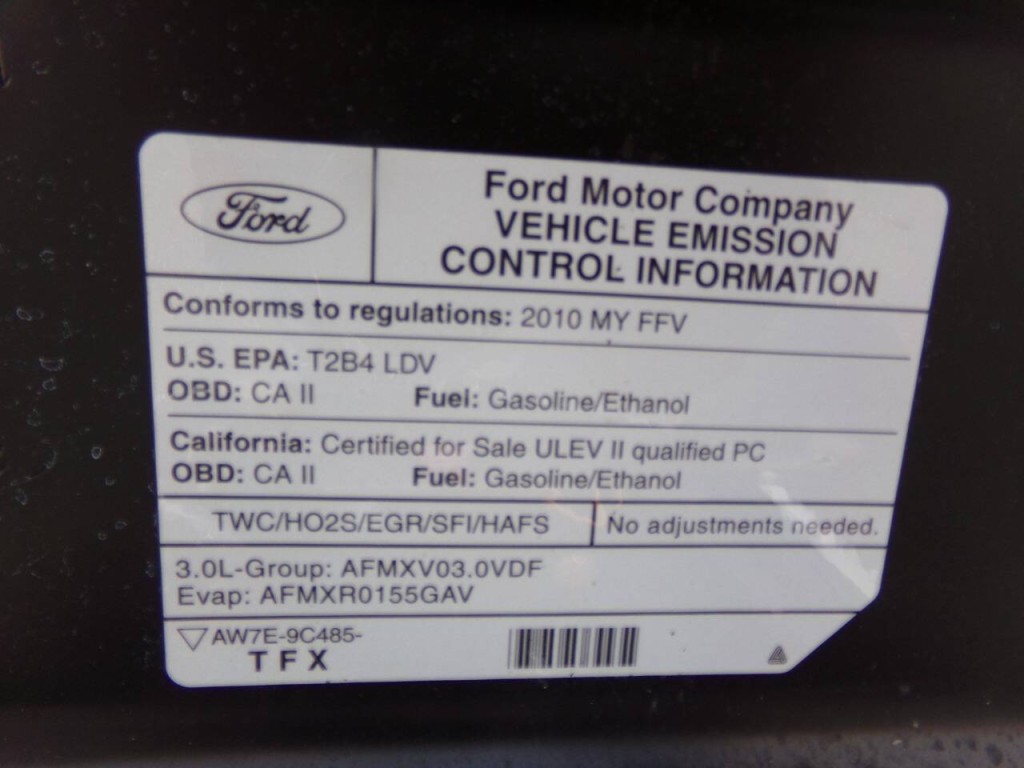 Ford
Ford Motor Company
VEHICLE EMISSION
CONTROL INFORMATION
Conforms to regulations: 2010 MY FFV
U.S. EPA: T2B4 LDV
OBD: CA II Fuel: Gasoline/Ethanol
California: Certified for Sale ULEV II qualified PC
OBD: CA II Fuel: Gasoline/Ethanol
TWC/HO2S/EGR/SFI/HAFS No adjustments needed.
3.0L-Group: AFMXV03.0VDF
Evap: AFMXR0155GAV
AW7E-9C485-
TFX